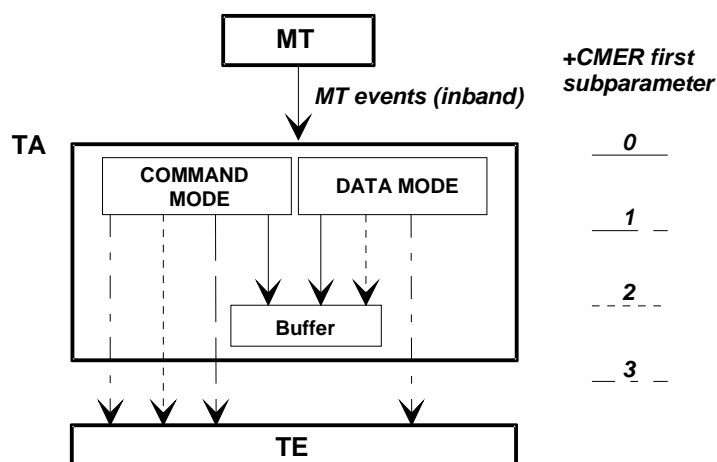 MT
+CMER first
subparameter
MT events (inband)
TA
0
COMMAND
MODE
DATA MODE
1
2
Buffer
3
TE